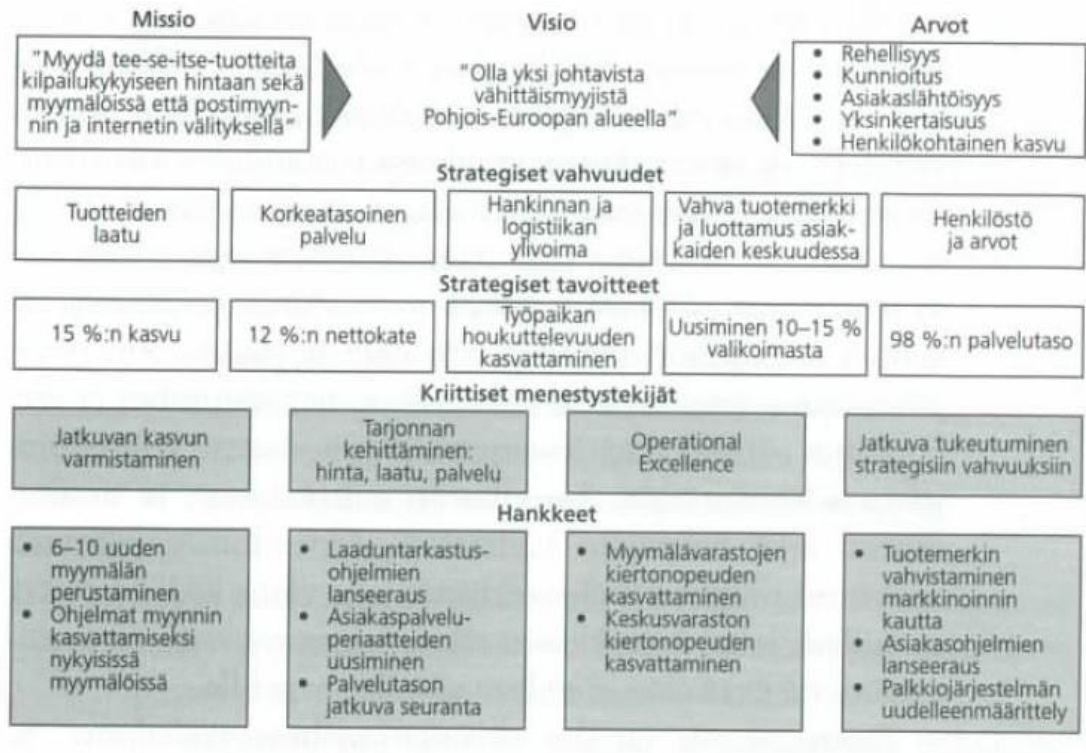 Missio
"Myydä tee-se-itse-tuotteita
kilpailukykyiseen hintaan sekä
myymälöissä että postimyyn-
nin ja internetin välityksellä"
Visio
"Olla yksi johtavista
vähittäismyyjistä
Pohjois-Euroopan alueella"
Arvot
• Rehellisyys
• Kunnioitus
• Asiakaslähtöisyys
• Yksinkertaisuus
• Henkilökohtainen kasvu
Strategiset vahvuudet
Tuotteiden
laatu
Korkeatasoinen
palvelu
Hankinnan ja
logistiikan
ylivoima
Vahva tuotemerkki
ja luottamus asiak-
kaiden keskuudessa
Henkilöstö
ja arvot
Strategiset tavoitteet
15 %:n kasvu
12 %:n nettokate
Työpaikan
houkuttelevuuden
kasvattaminen
Uusiminen 10–15 %
valikoimasta
98 %:n palvelutaso
Kriittiset menestystekijät
Jatkuvan kasvun
varmistaminen
Tarjonnan
kehittäminen:
hinta, laatu, palvelu
Operational
Excellence
Jatkuva tukeutuminen
strategisiin vahvuuksiin
Hankkeet
• 6–10 uuden
myymälän
perustaminen
• Ohjelmat myynnin
kasvattamiseksi
nykyisissä
myymälöissä
• Laaduntarkastus-
ohjelmien
lanseeraus
• Asiakaspalvelu-
periaatteiden
uusiminen
• Palvelutason
jatkuva seuranta
• Myymälävarastojen
kiertonopeuden
kasvattaminen
• Keskusvaraston
kiertonopeuden
kasvattaminen
• Tuotemerkin
vahvistaminen
markkinoinnin
kautta
• Asiakasohjelmien
lanseeraus
• Palkkiojärjestelmän
uudelleenmäärittely